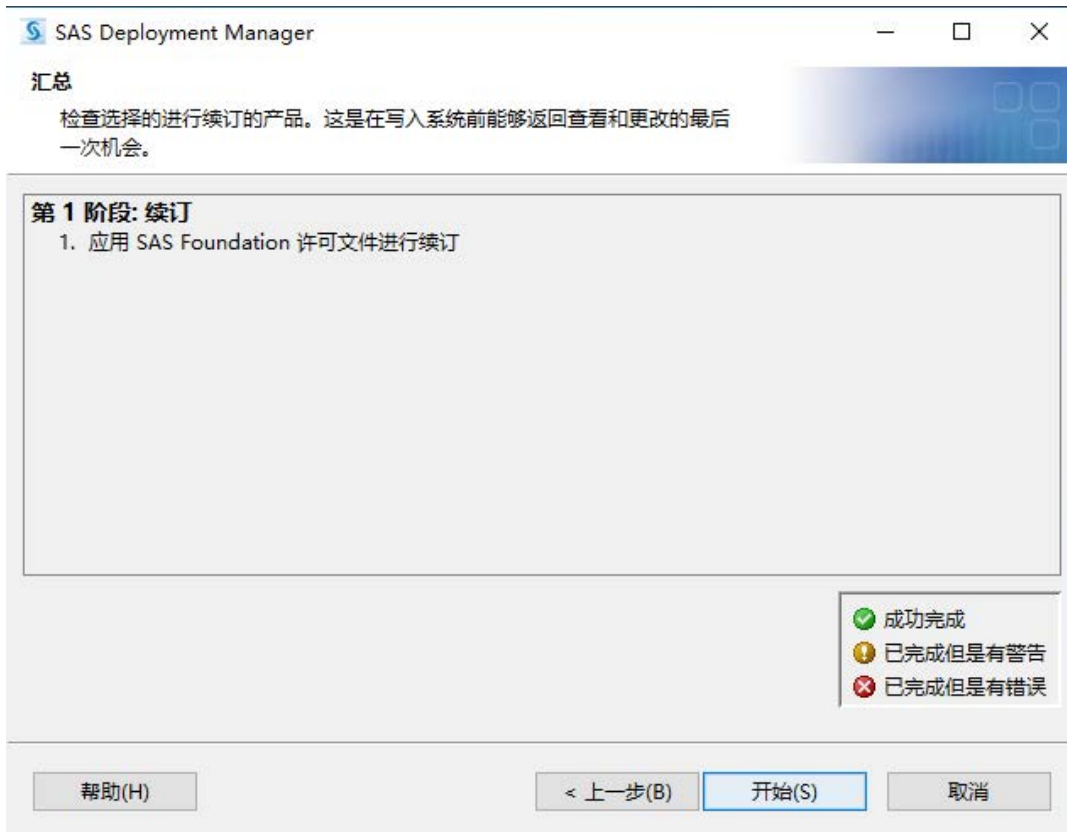 SAS Deployment Manager
汇总
检查选择的进行续订的产品。这是在写入系统前能够返回查看和更改的最后
一次机会。
第 1 阶段: 续订
1. 应用 SAS Foundation 许可文件进行续订
成功完成
已完成但是有警告
已完成但是有错误
帮助(H)
< 上一步(B)
开始(S)
取消